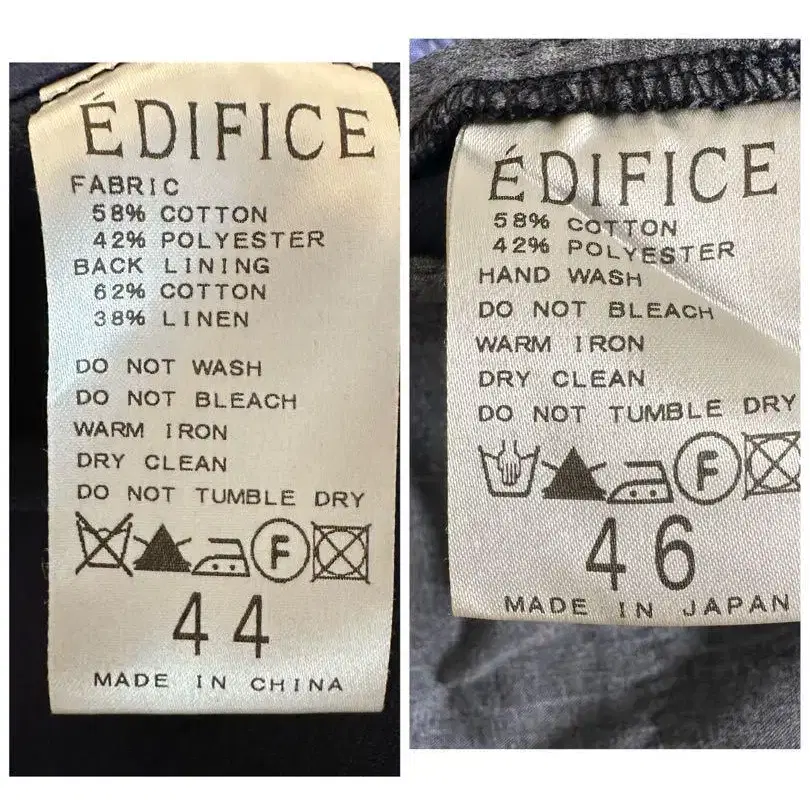 ÉDIFICE
FABRIC
58% COTTON
42% POLYESTER
BACK LINING
62% COTTON
38% LINEN
DO NOT WASH
DO NOT BLEACH
WARM IRON
DRY CLEAN
DO NOT TUMBLE DRY
F
44
MADE IN CHINA
ÉDIFICE
58% COTTON
42% POLYESTER
HAND WASH
DO NOT BLEACH
WARM IRON
DRY CLEAN
DO NOT TUMBLE DRY
F
46
MADE IN JAPAN